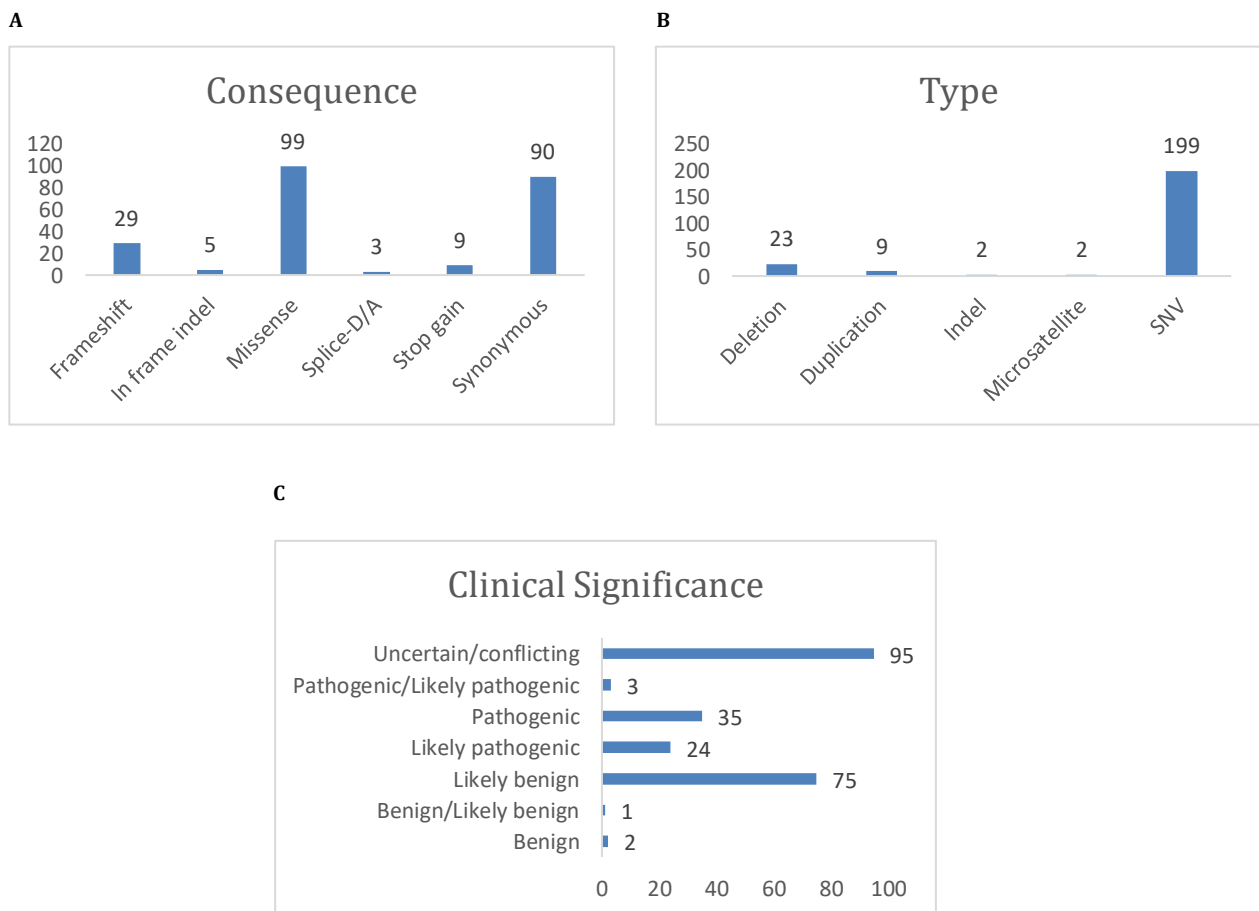 A
B
Consequence
120
100
80
60
40
20
0
29
5
99
3
9
90
Frameshift
In frame indel
Missense
Splice-D/A
Stop gain
Synonymous
Type
250
200
150
100
50
0
23
9
2
2
199
Deletion
Duplication
Indel
Microsatellite
SNV
C
Clinical Significance
Uncertain/conflicting 95
Pathogenic/Likely pathogenic 3
Pathogenic 35
Likely pathogenic 24
Likely benign 75
Benign/Likely benign 1
Benign 2
0 20 40 60 80 100